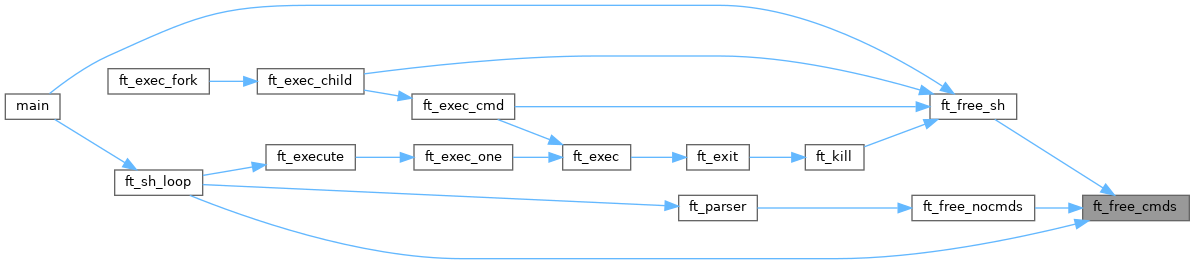 main
ft_exec_fork
ft_exec_child
ft_exec_cmd
ft_free_sh
ft_execute
ft_exec_one
ft_exec
ft_exit
ft_kill
ft_sh_loop
ft_parser
ft_free_nocmds
ft_free_cmds